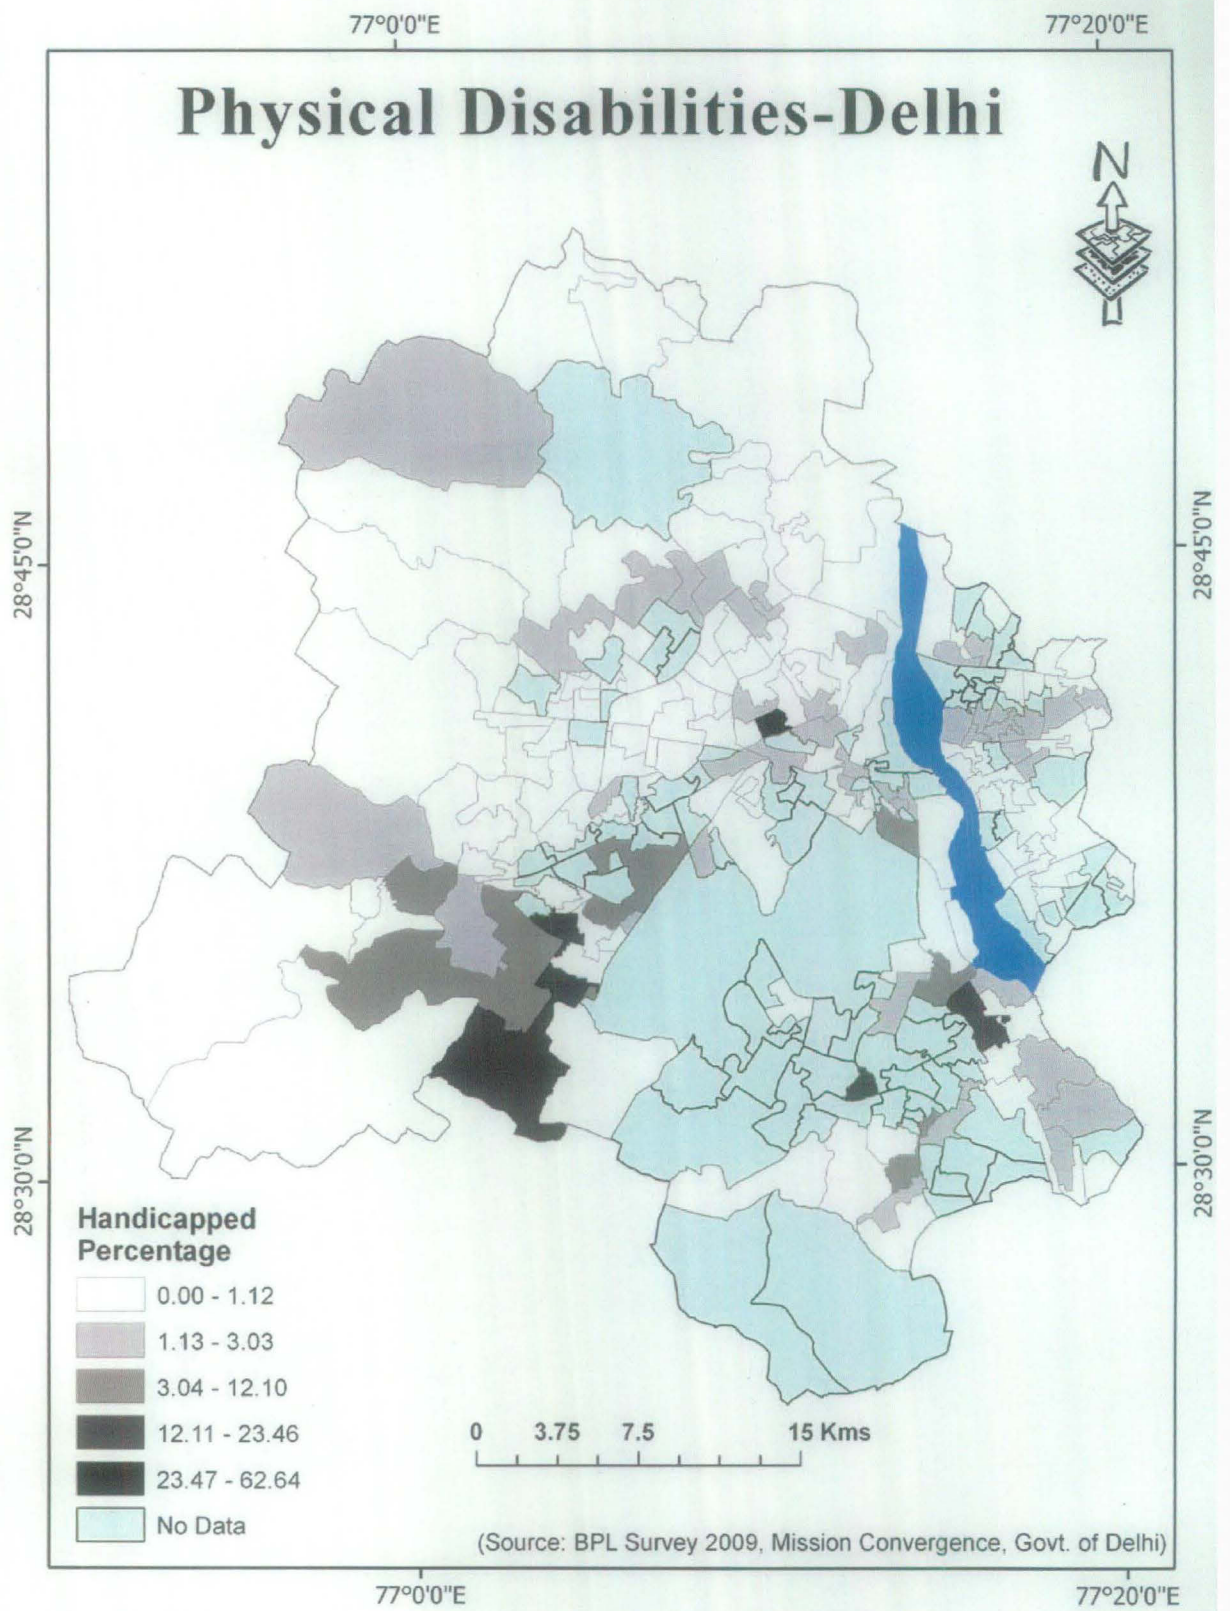 77°0'0"E 77°20'0"E
Physical Disabilities-Delhi
N
28°45'0"N 28°45'0"N
28°30'0"N 28°30'0"N
Handicapped
Percentage
0.00 - 1.12
1.13 - 3.03
3.04 - 12.10
12.11 - 23.46
23.47 - 62.64
No Data
0 3.75 7.5 15 Kms
(Source: BPL Survey 2009, Mission Convergence, Govt. of Delhi)
77°0'0"E 77°20'0"E